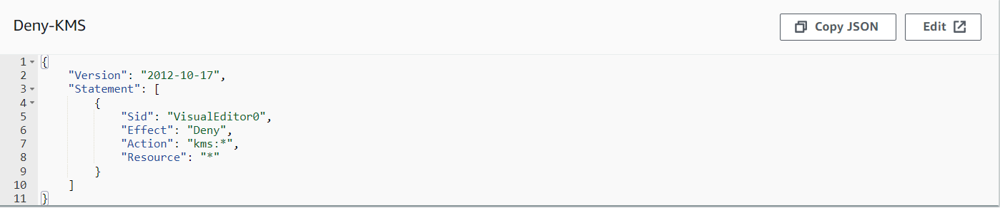 Deny-KMS
Copy JSON
Edit
1 {
2     "Version": "2012-10-17",
3     "Statement": [
4         {
5             "Sid": "VisualEditor0",
6             "Effect": "Deny",
7             "Action": "kms:*",
8             "Resource": "*"
9         }
10     ]
11 }